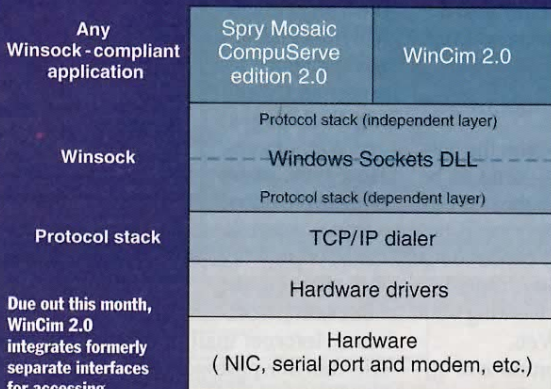 Any
Winsock-compliant
application
Spry Mosaic
CompuServe
edition 2.0
WinCim 2.0
Winsock
Protocol stack (independent layer)
Windows Sockets DLL
Protocol stack (dependent layer)
Protocol stack
TCP/IP dialer
Hardware drivers
Hardware
( NIC, serial port and modem, etc.)
Due out this month,
WinCim 2.0
integrates formerly
separate interfaces
for accessing